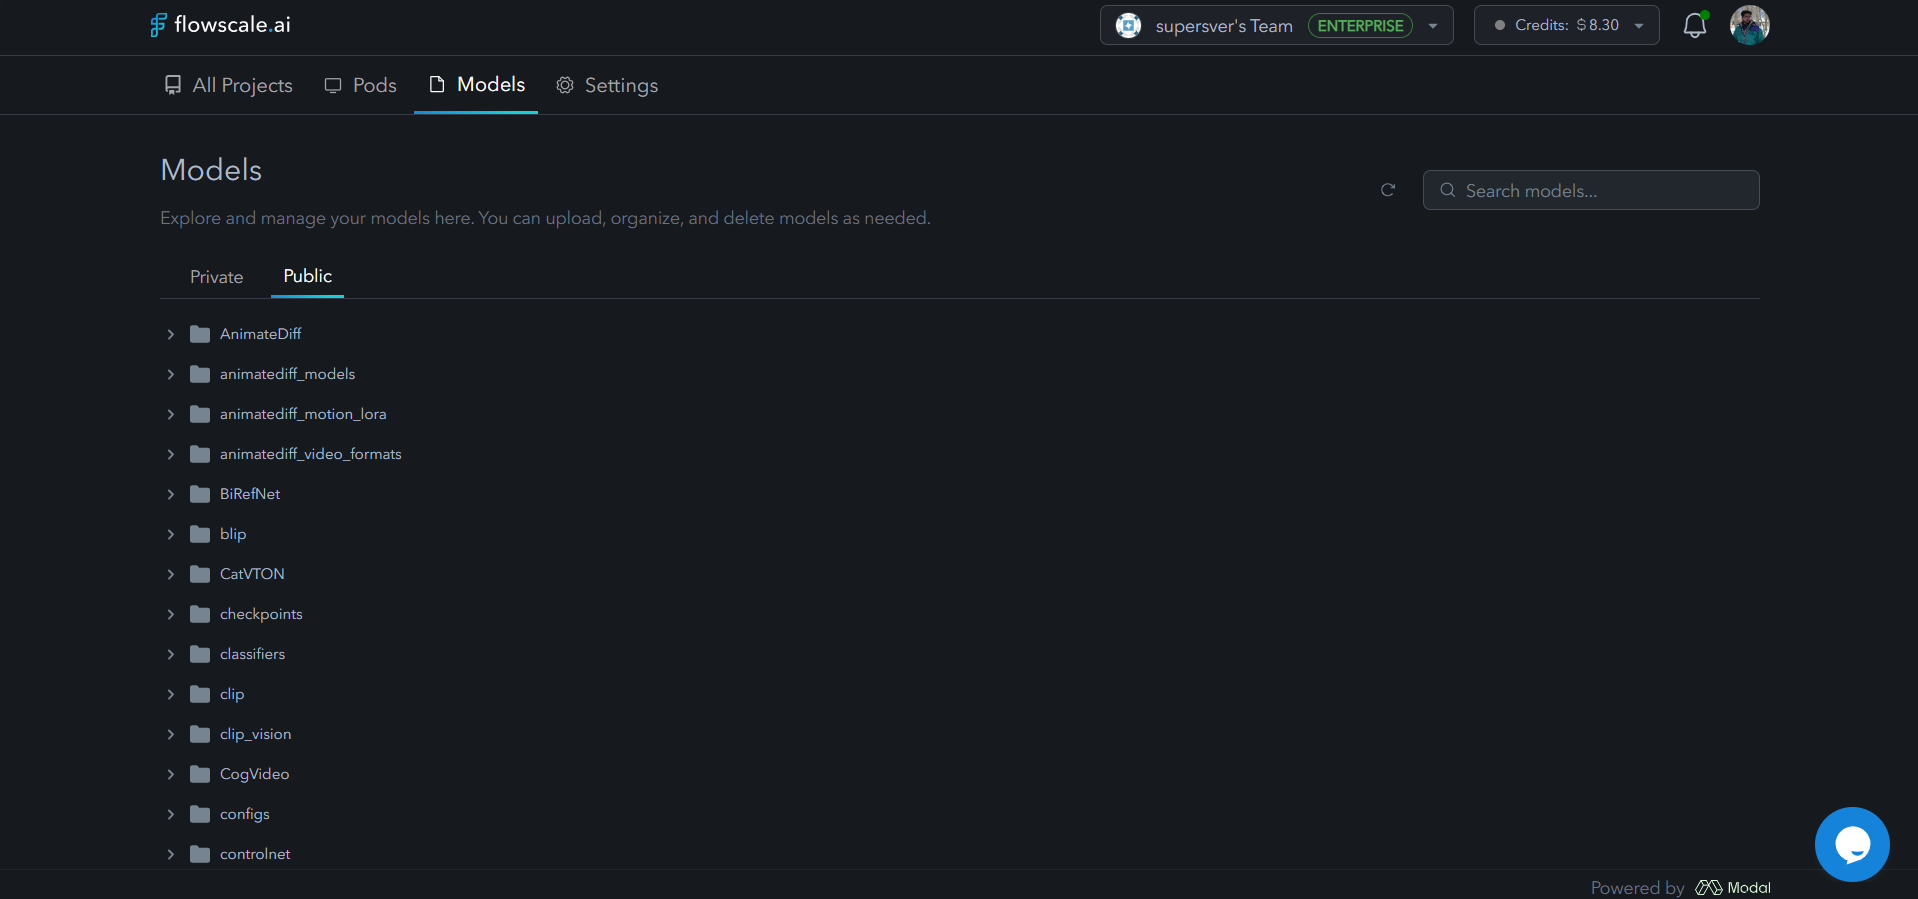 flowscale.ai
supersver's Team ENTERPRISE
Credits: $ 8.30
All Projects Pods Models Settings
Models
Search models...
Explore and manage your models here. You can upload, organize, and delete models as needed.
Private Public
AnimateDiff
animatediff_models
animatediff_motion_lora
animatediff_video_formats
BiRefNet
blip
CatVTON
checkpoints
classifiers
clip
clip_vision
CogVideo
configs
controlnet
Powered by Modal